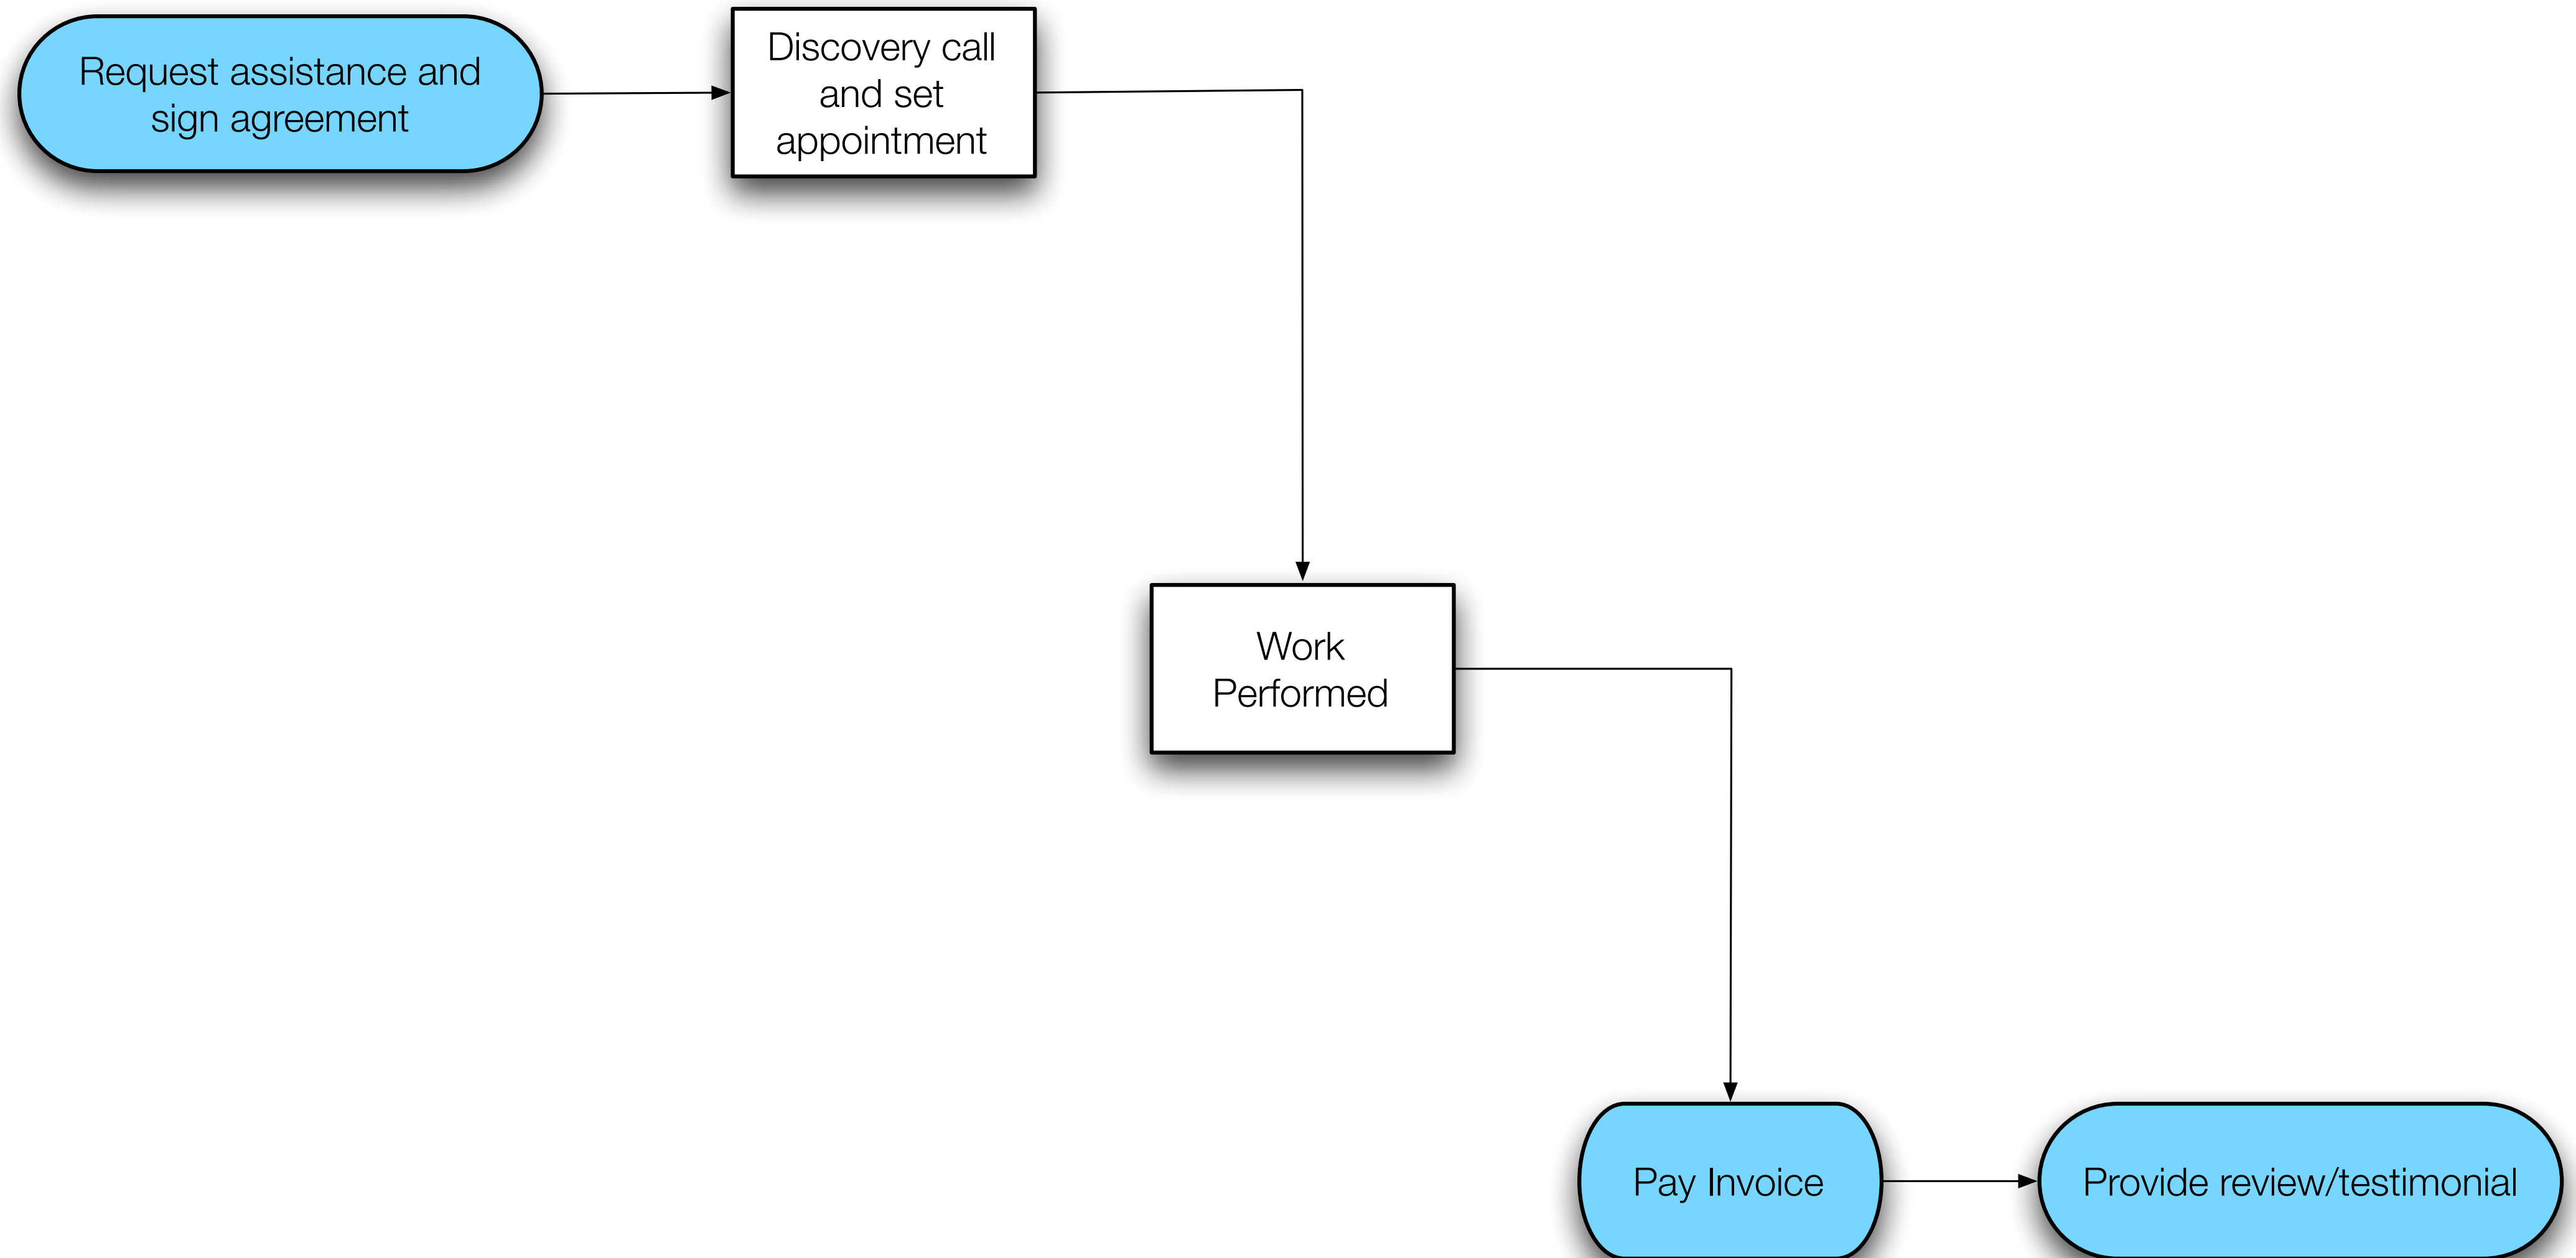 Request assistance and
sign agreement
Discovery call
and set
appointment
Work
Performed
Pay Invoice
Provide review/testimonial